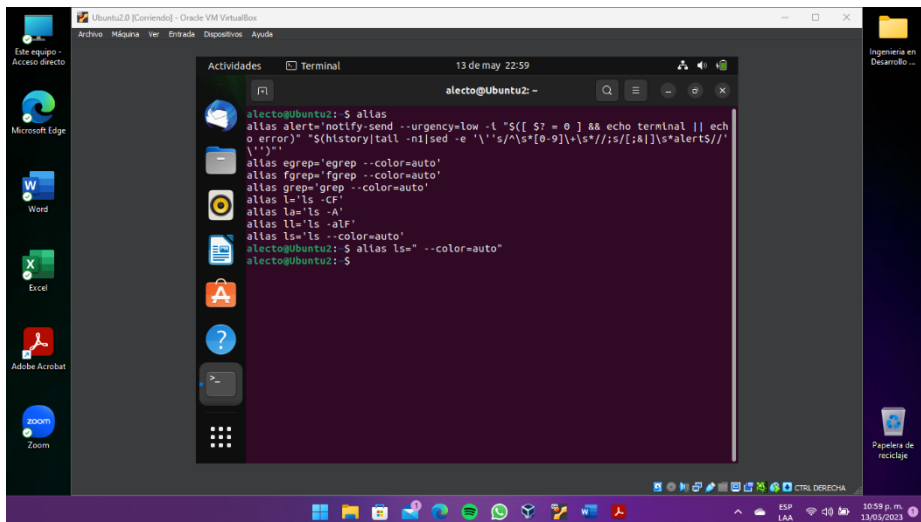 Ubuntu2.0 [Corriendo] - Oracle VM VirtualBox
Archivo Máquina Ver Entrada Dispositivos Ayuda
Este equipo -
Acceso directo
Microsoft Edge
Word
Excel
Adobe Acrobat
zoom
Zoom
Actividades Terminal 13 de may 22:59
alecto@Ubuntu2: ~
alecto@Ubuntu2:~$ alias
alias alert='notify-send --urgency=low -i "$([ $? = 0 ] && echo terminal || ech
o error)" "$(history|tail -n1|sed -e '\''s/^\s*[0-9]\+\s*//;s/[;&|]\s*alert$//'
\'')"'
alias egrep='egrep --color=auto'
alias fgrep='fgrep --color=auto'
alias grep='grep --color=auto'
alias l='ls -CF'
alias la='ls -A'
alias ll='ls -alF'
alias ls='ls --color=auto'
alecto@Ubuntu2:~$ alias ls=" --color=auto"
alecto@Ubuntu2:~$
Ingenieria en
Desarrollo ...
Papelera de
reciclaje
CTRL DERECHA
ESP
LAA
10:59 p. m.
13/05/2023